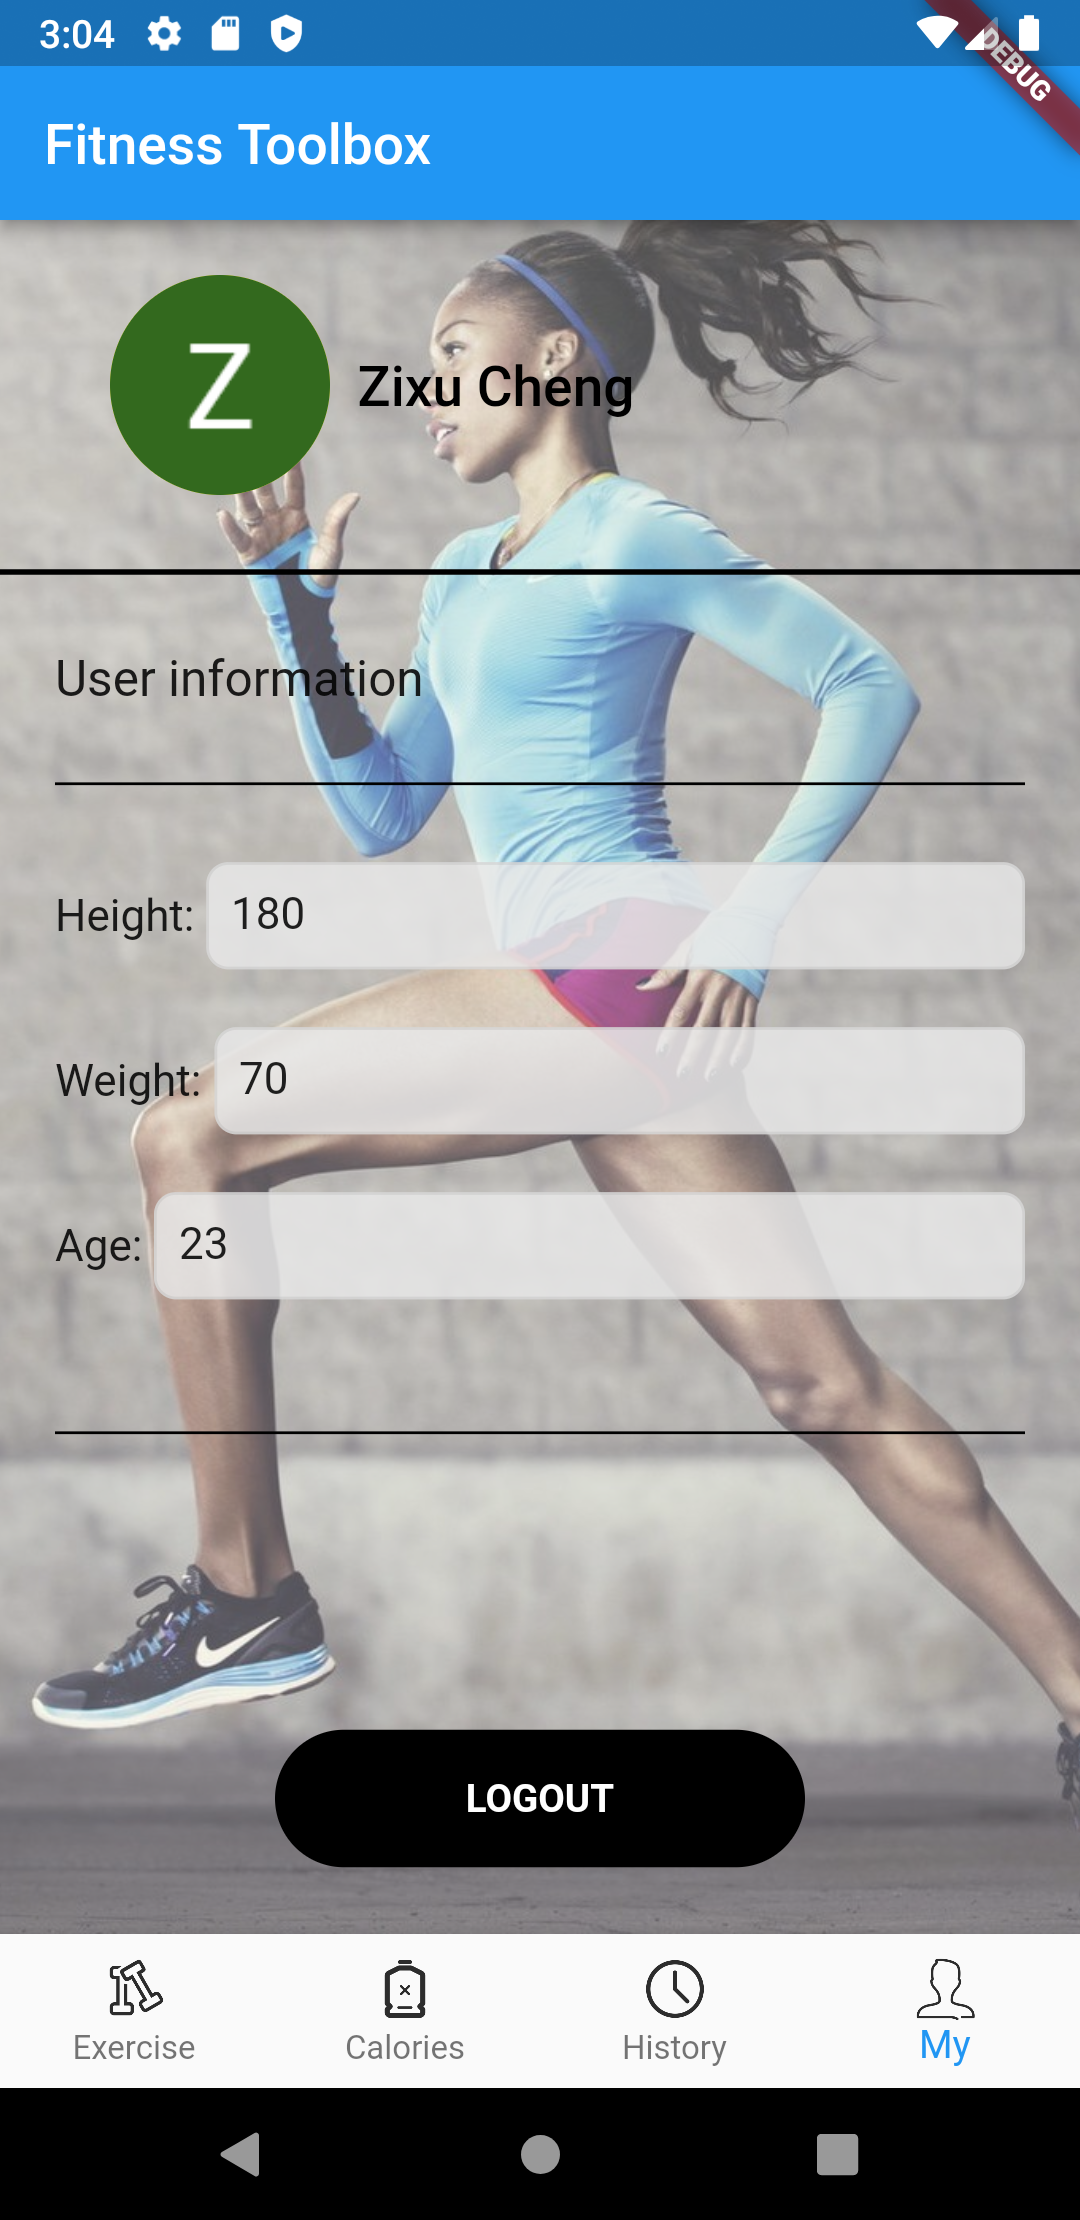 3:04
DEBUG
Fitness Toolbox
Z
Zixu Cheng
User information
Height: 180
Weight: 70
Age: 23
LOGOUT
Exercise Calories History My